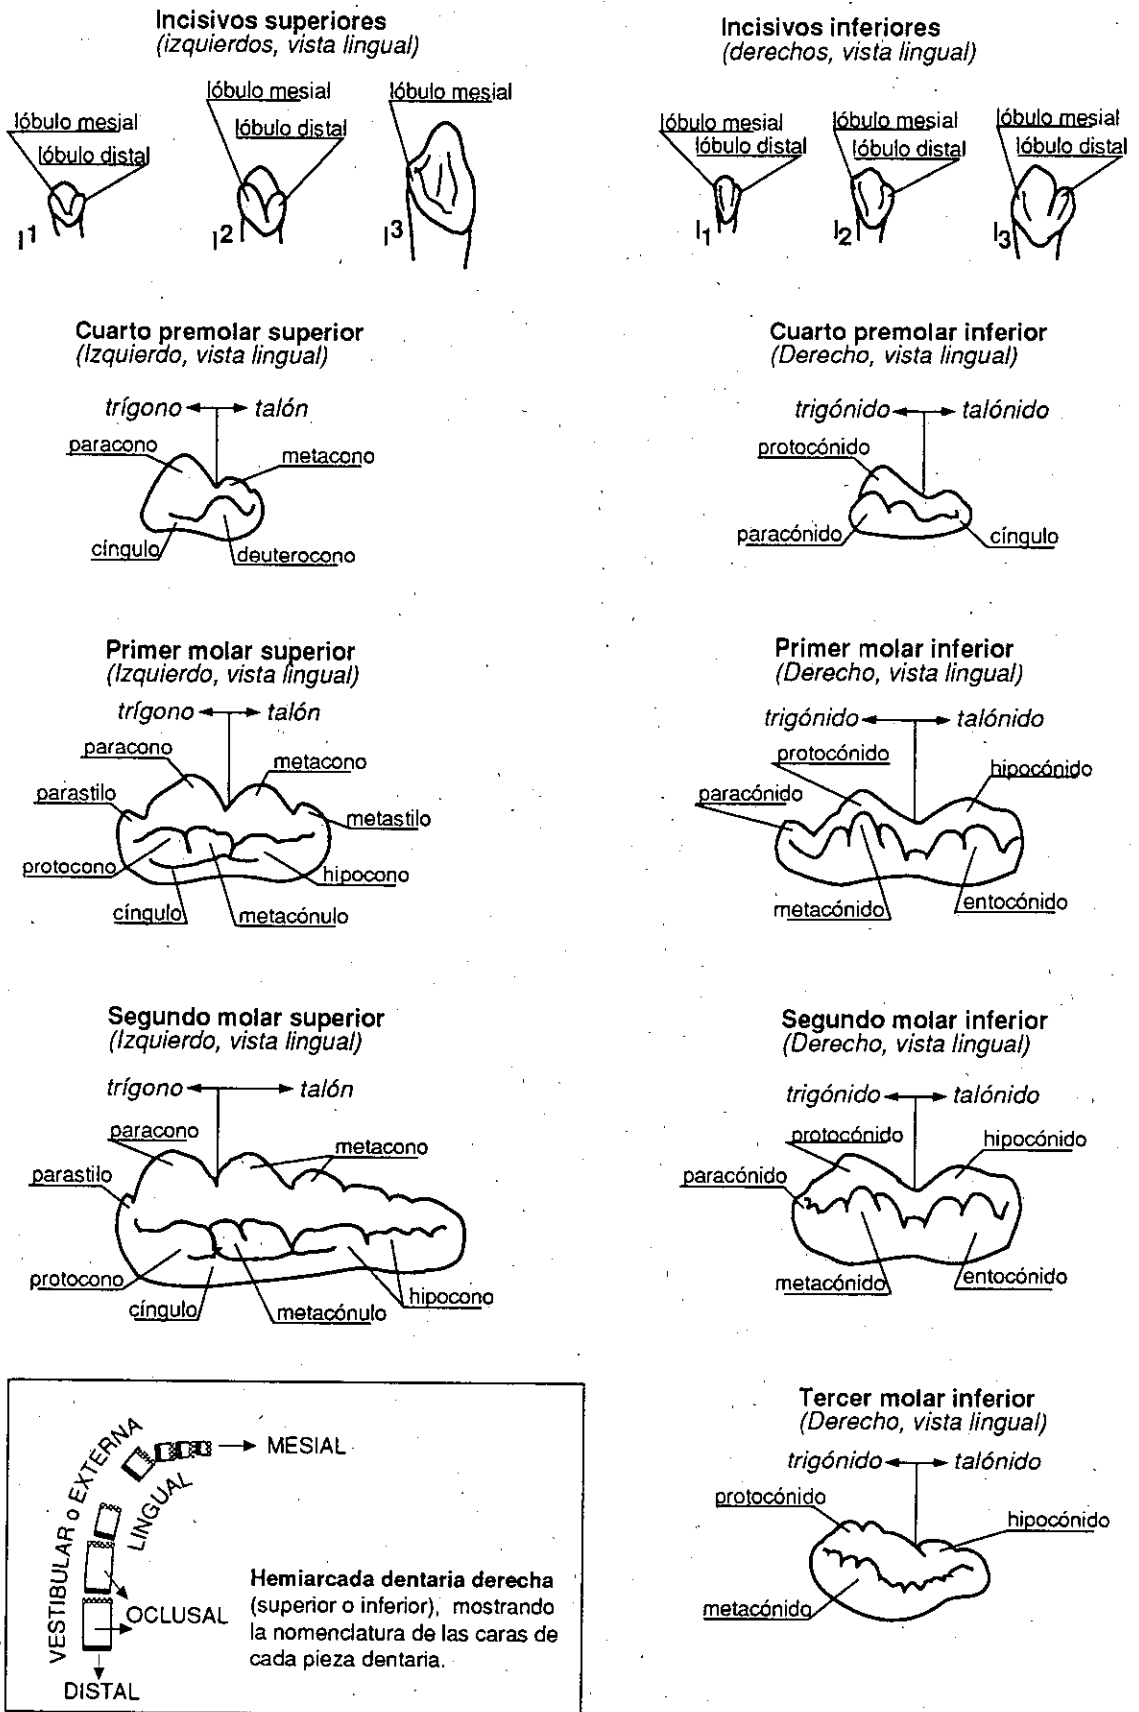 Incisivos superiores
(izquierdos, vista lingual)
lóbulo mesial
lóbulo distal
I1
lóbulo mesial
lóbulo distal
I2
lóbulo mesial
I3
Incisivos inferiores
(derechos, vista lingual)
lóbulo mesial
lóbulo distal
I1
lóbulo mesial
lóbulo distal
I2
lóbulo mesial
lóbulo distal
I3
Cuarto premolar superior
(Izquierdo, vista lingual)
trígono talón
paracono
metacono
cíngulo
deuterocono
Cuarto premolar inferior
(Derecho, vista lingual)
trigónido talónido
protocónido
paracónido
cíngulo
Primer molar superior
(Izquierdo, vista lingual)
trígono talón
paracono
metacono
parastilo
metastilo
protocono
hipocono
cíngulo
metacónulo
Primer molar inferior
(Derecho, vista lingual)
trigónido talónido
protocónido
hipocónido
paracónido
metacónido
entocónido
Segundo molar superior
(Izquierdo, vista lingual)
trígono talón
paracono
metacono
parastilo
protocono
cíngulo
metacónulo
hipocono
Segundo molar inferior
(Derecho, vista lingual)
trigónido talónido
protocónido
hipocónido
paracónido
metacónido
entocónido
VESTIBULAR o EXTERNA
LINGUAL
MESIAL
OCLUSAL
DISTAL
Hemiarcada dentaria derecha
(superior o inferior), mostrando
la nomenclatura de las caras de
cada pieza dentaria.
Tercer molar inferior
(Derecho, vista lingual)
trigónido talónido
protocónido
hipocónido
metacónido